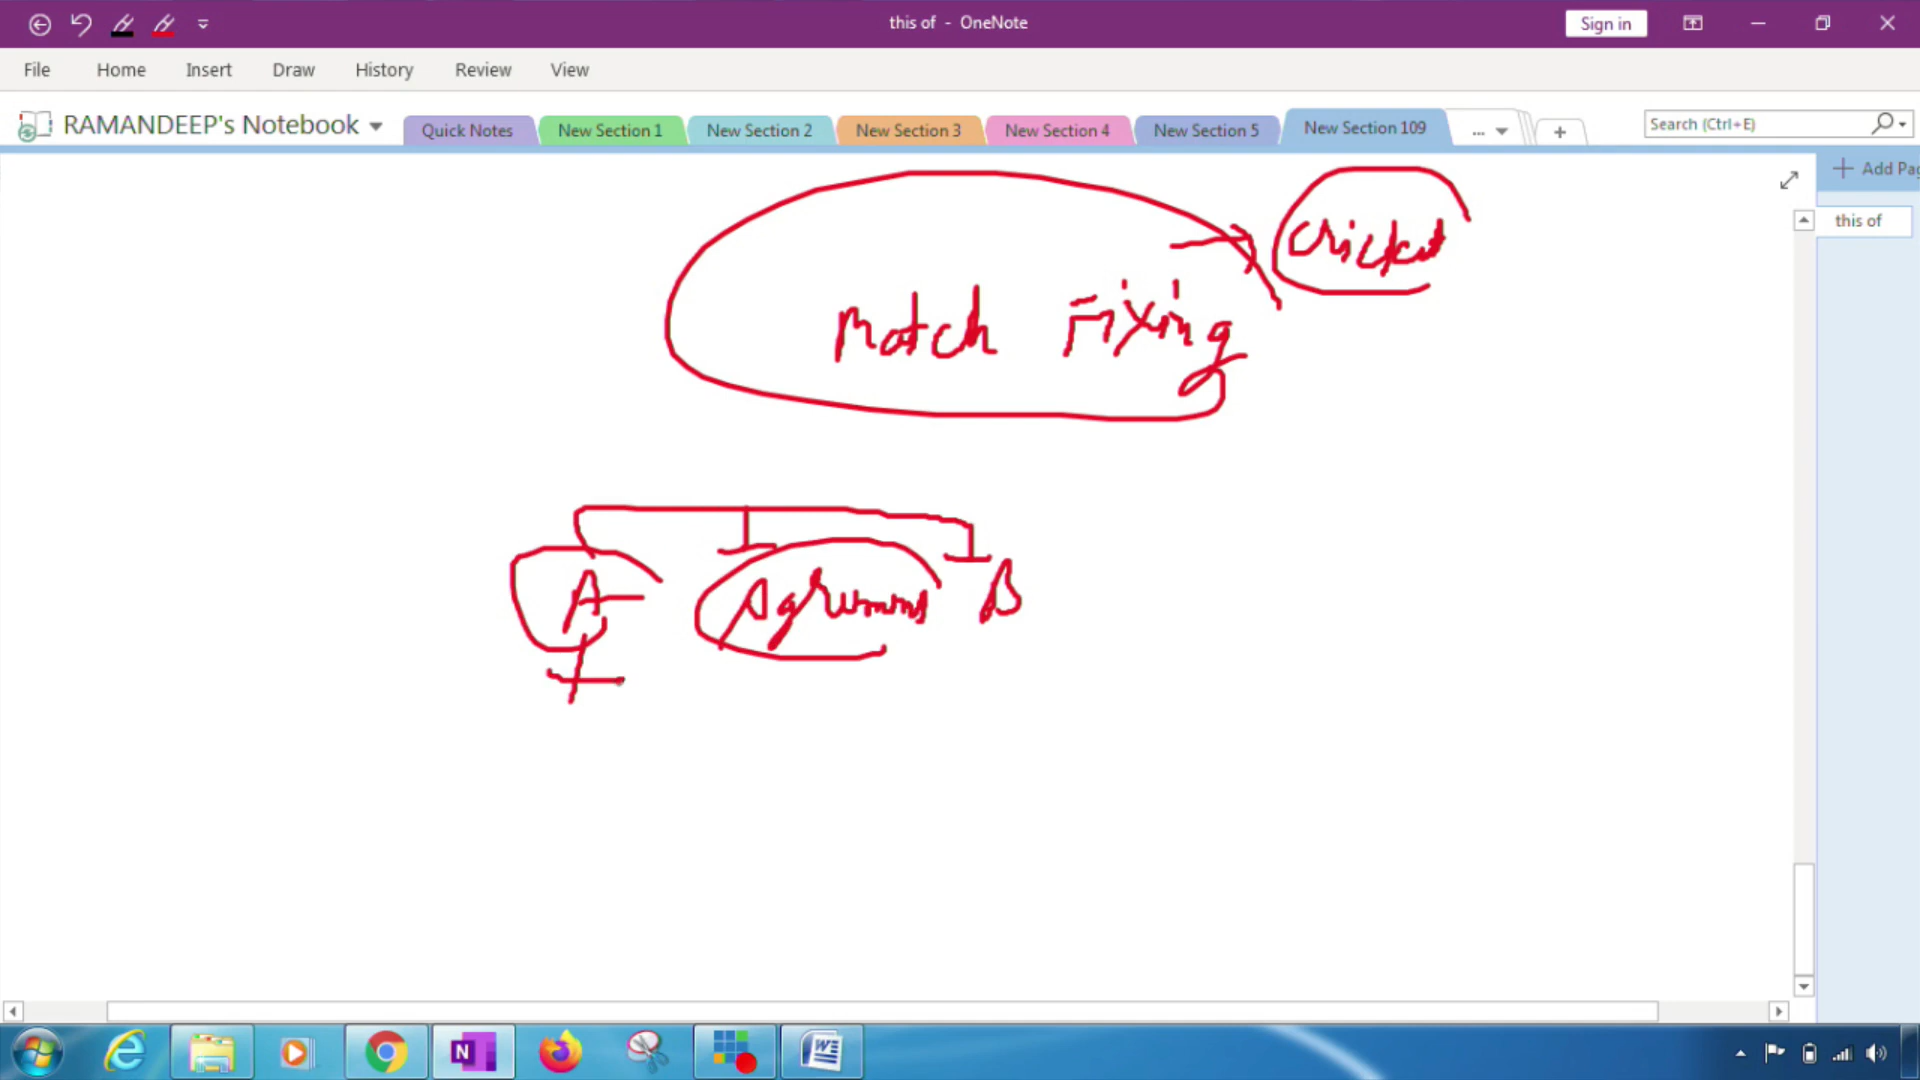 this of - OneNote
Sign in
File Home Insert Draw History Review View
RAMANDEEP's Notebook Quick Notes New Section 1 New Section 2 New Section 3 New Section 4 New Section 5 New Section 109 ... + Search (Ctrl+E)
+ Add Pag
this of
cricket
Match Fixing
A B